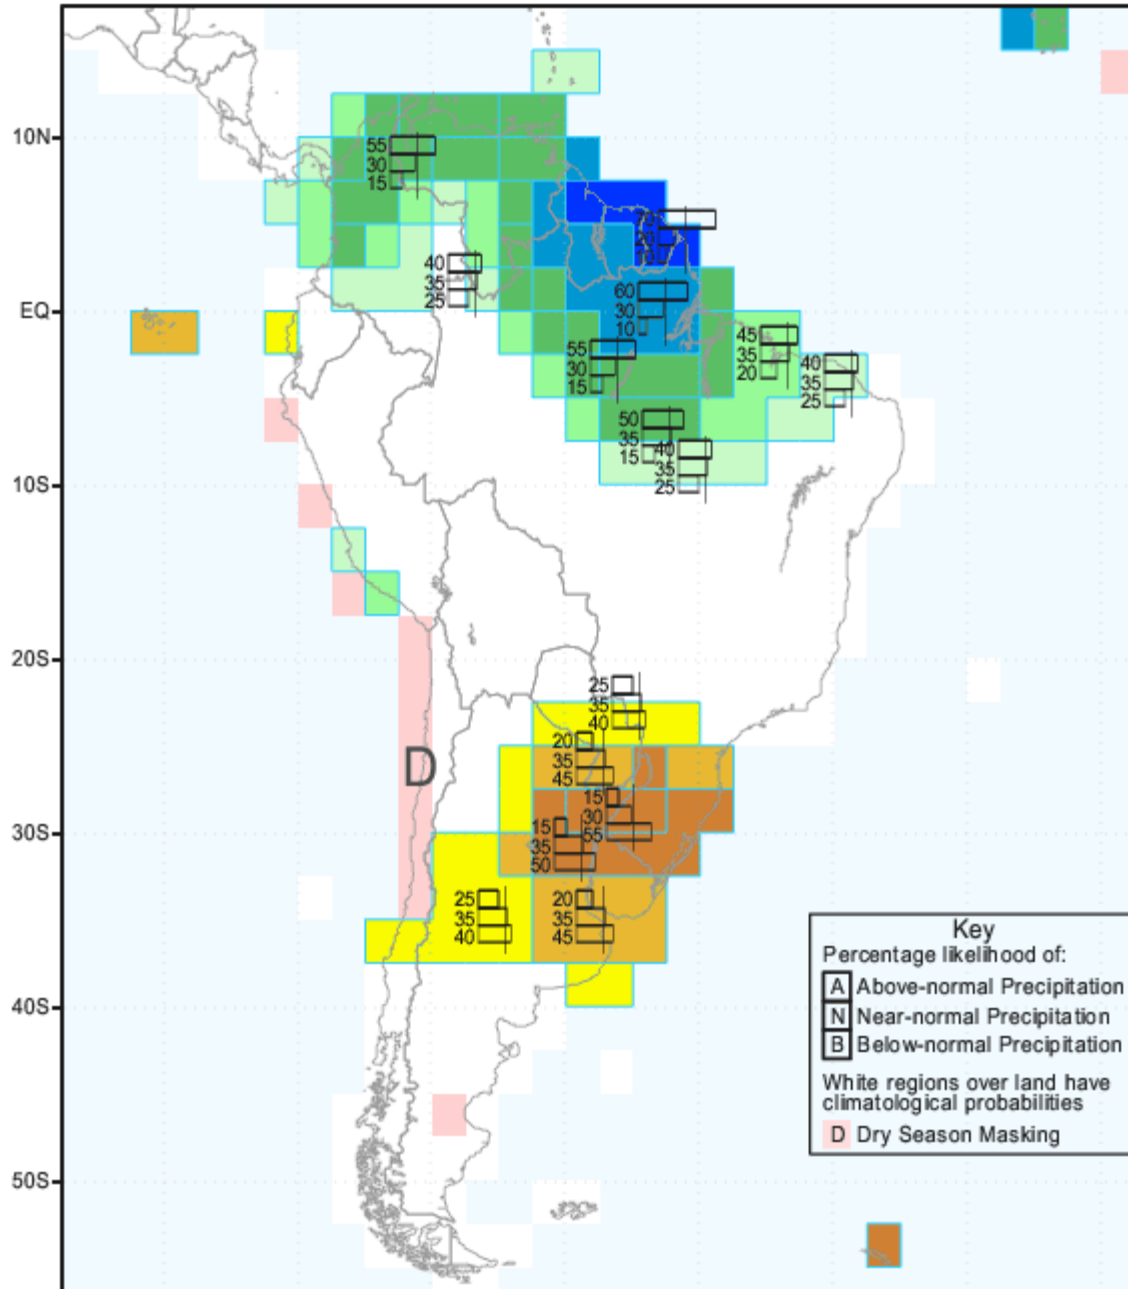 10N
EQ
10S
20S
30S
40S
50S
55
30
15
70
20
10
40
35
25
60
30
10
55
30
15
45
35
20
40
35
25
50
35
15
40
35
25
25
35
40
20
35
45
15
30
55
15
35
50
25
35
40
20
35
45
D
Key
Percentage likelihood of:
A Above-normal Precipitation
N Near-normal Precipitation
B Below-normal Precipitation
White regions over land have
climatological probabilities
D Dry Season Masking